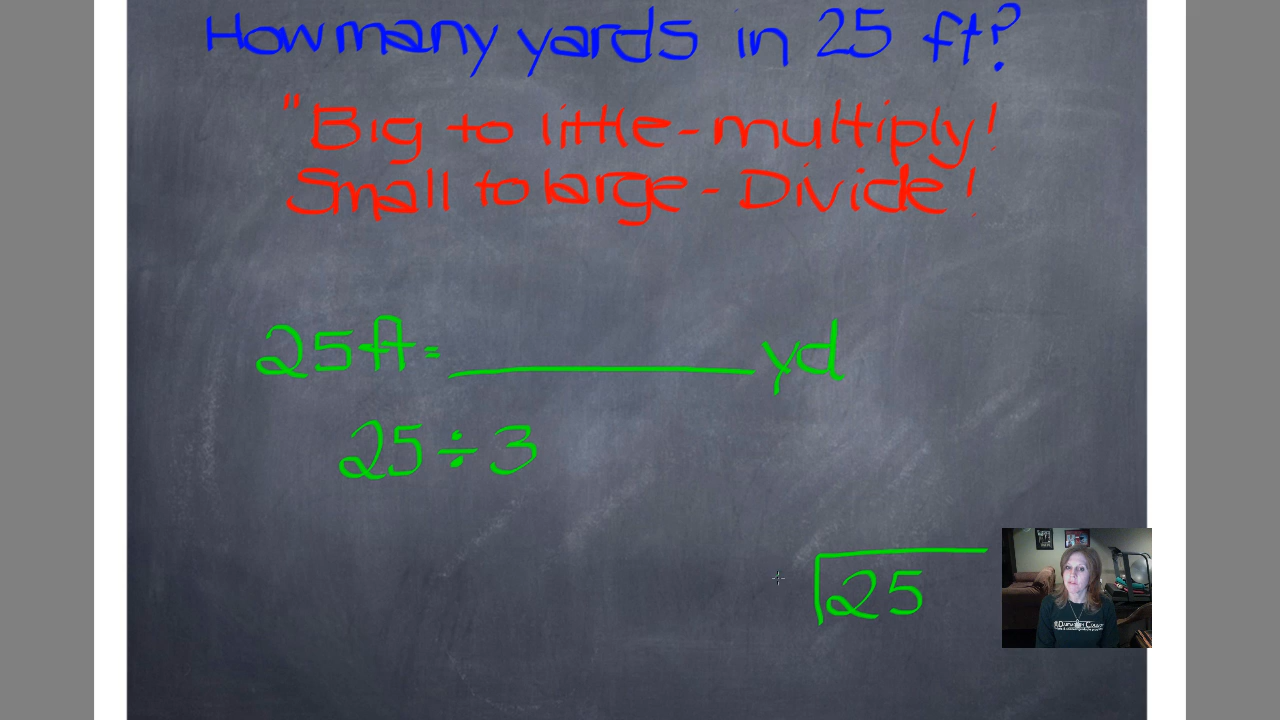 How many yards in 25 ft?
"Big to little - multiply!
Small to large - Divide!
25 ft = __________ yd
25 ÷ 3
25